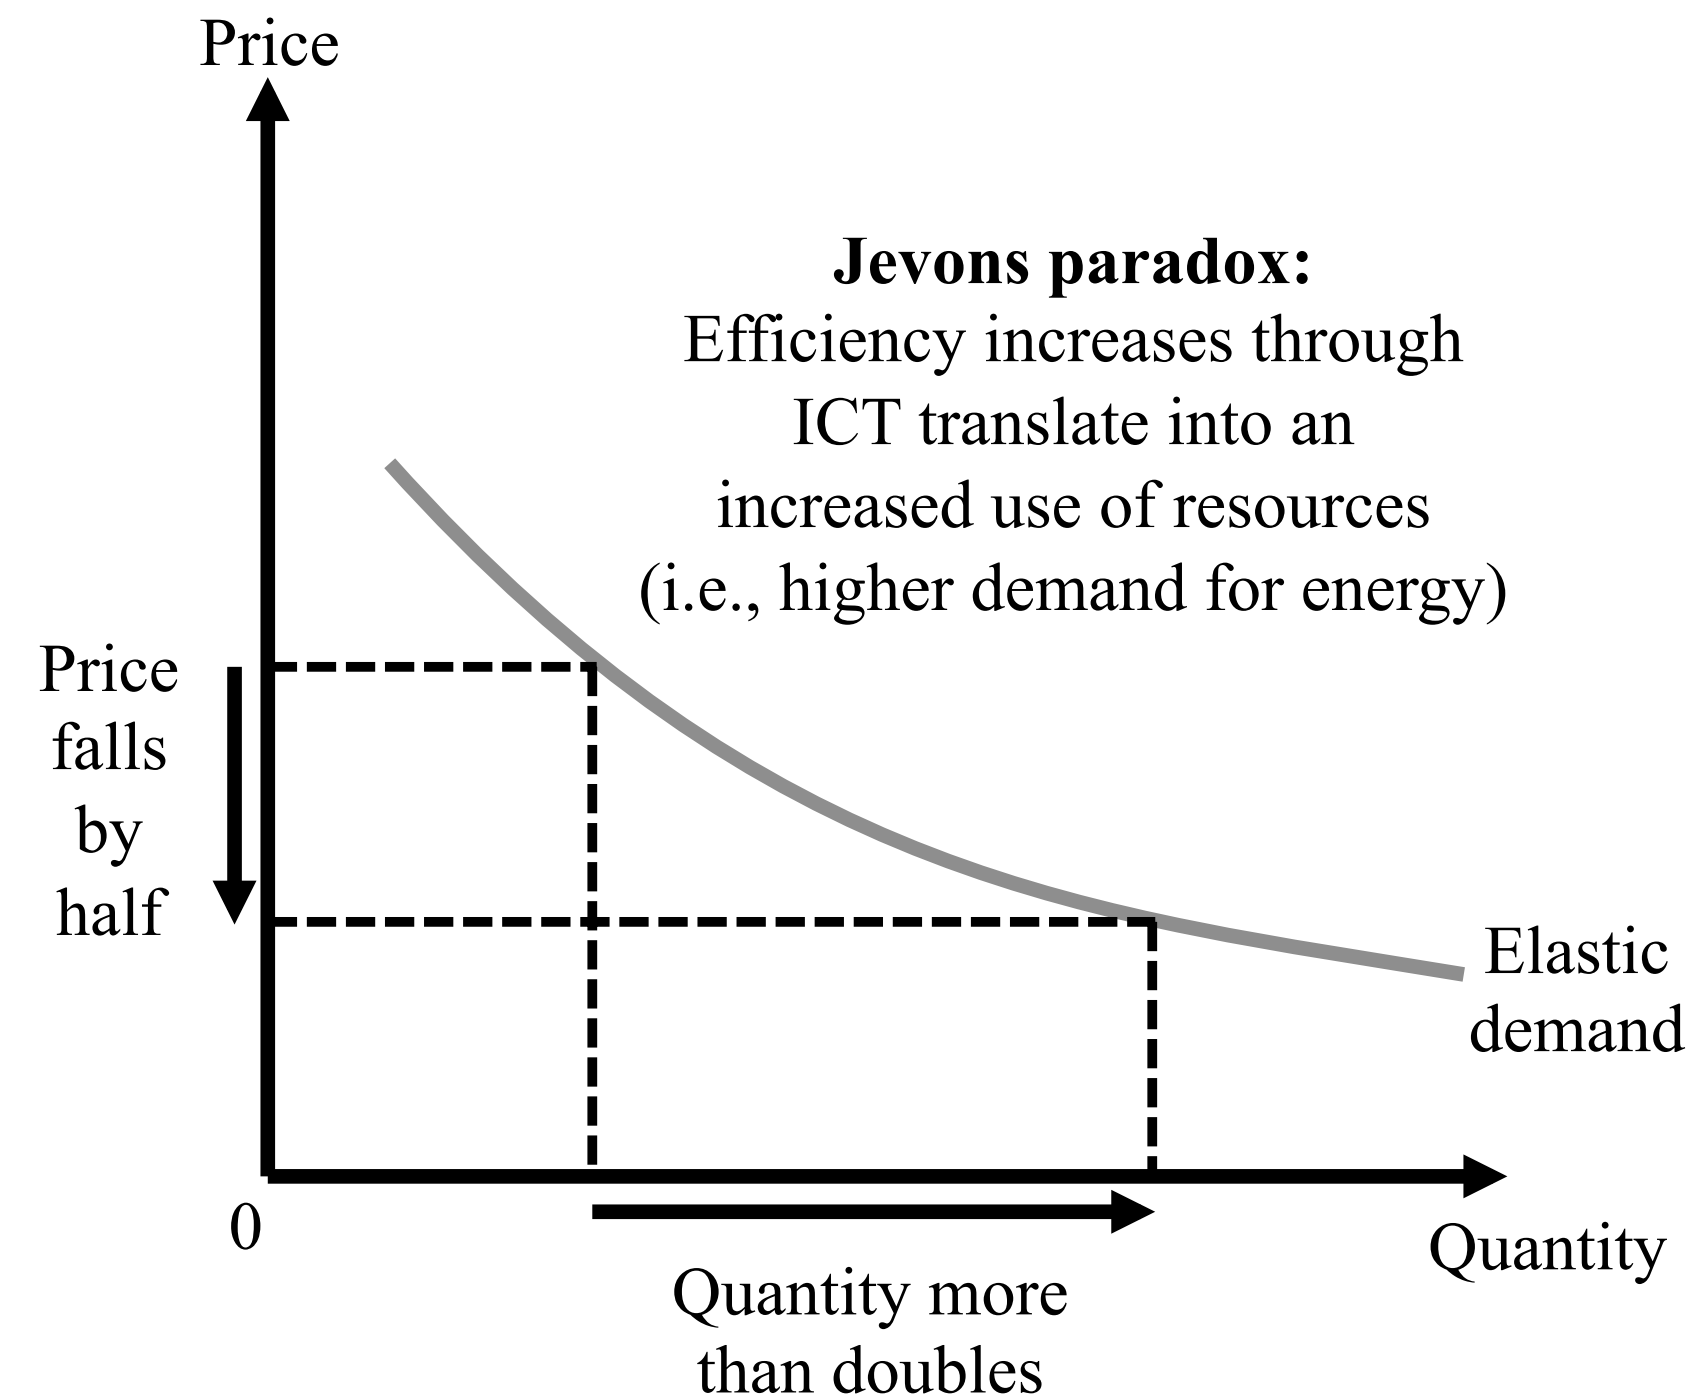 Price
Jevons paradox:
Efficiency increases through
ICT translate into an
increased use of resources
(i.e., higher demand for energy)
Price
falls
by
half
Elastic
demand
0
Quantity
Quantity more
than doubles